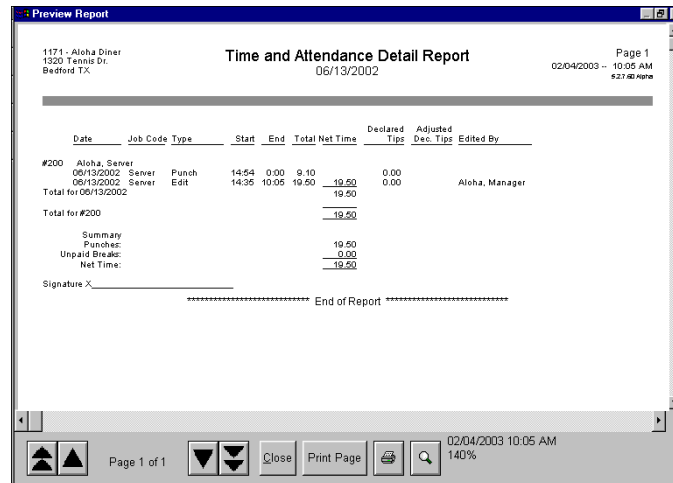 Preview Report
1171 - Aloha Diner
1320 Tennis Dr.
Bedford TX
Time and Attendance Detail Report
06/13/2002
Page 1
02/04/2003 -- 10:05 AM
5.2.7.60 Alpha
Declared Adjusted
Date Job Code Type Start End Total Net Time Tips Dec. Tips Edited By
#200 Aloha, Server
06/13/2002 Server Punch 14:54 0:00 9.10 0.00
06/13/2002 Server Edit 14:35 10:05 19.50 19.50 0.00 Aloha, Manager
Total for 06/13/2002 19.50
Total for #200 19.50
Summary
Punches: 19.50
Unpaid Breaks: 0.00
Net Time: 19.50
Signature X
**************************** End of Report ****************************
Page 1 of 1
Close
Print Page
02/04/2003 10:05 AM
140%